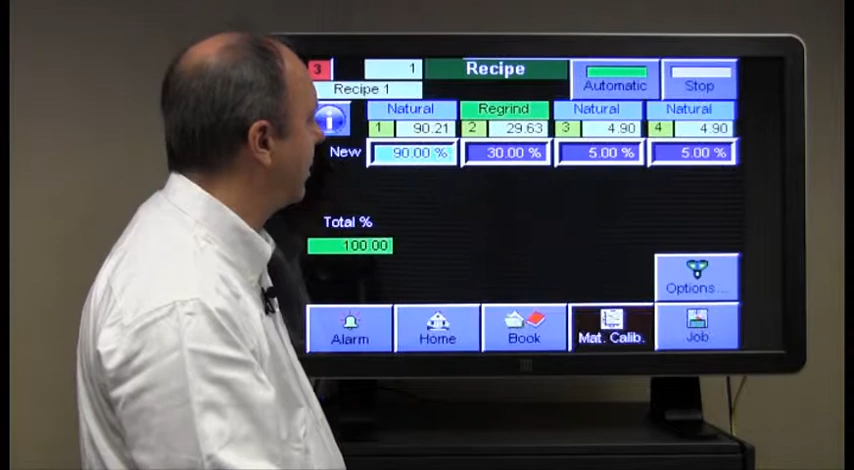 3 1 Recipe
Automatic Stop
Recipe 1
Natural Regrind Natural Natural
1 90.21 2 29.63 3 4.90 4 4.90
New 90.00 % 30.00 % 5.00 % 5.00 %
Total %
100.00
Options...
Alarm Home Book Mat. Calib. Job